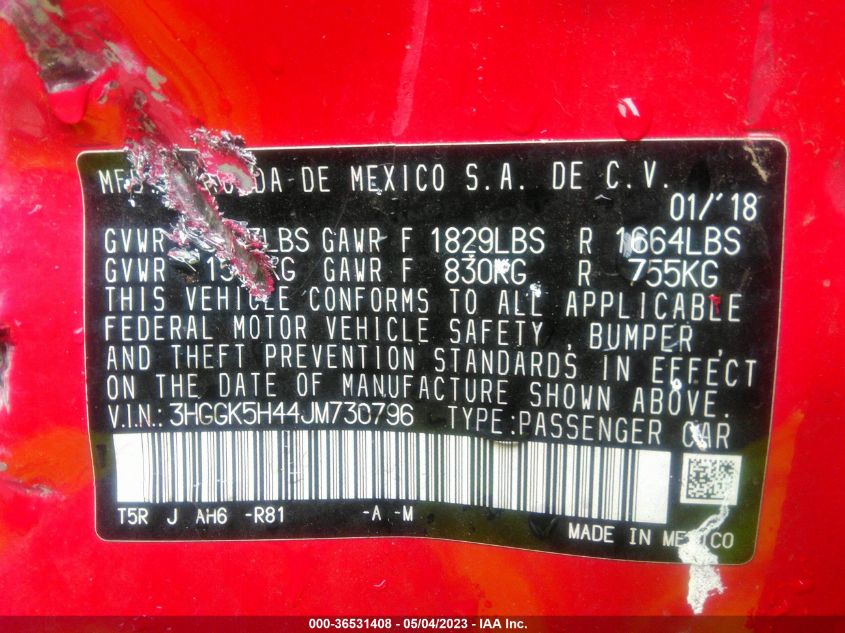 DE MEXICO S.A. DE C.V.
01/'18
GVWR GAWR F 1829LBS R 1664LBS
GVWR GAWR F 830KG R 755KG
THIS VEHICLE CONFORMS TO ALL APPLICABLE
FEDERAL MOTOR VEHICLE SAFETY , BUMPER ,
AND THEFT PREVENTION STANDARDS IN EFFECT
ON THE DATE OF MANUFACTURE SHOWN ABOVE.
V.IN.: 3HGGK5H44JM730796 TYPE:PASSENGER CAR
T5R J AH6 -R81 -A -M
MADE IN MEXICO
000-36531408 - 05/04/2023 - IAA Inc.